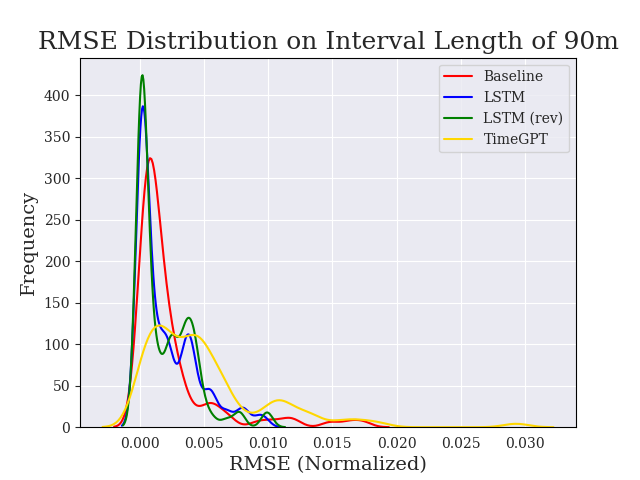 RMSE Distribution on Interval Length of 90m
Baseline
LSTM
LSTM (rev)
TimeGPT
Frequency
400
350
300
250
200
150
100
50
0
0.000 0.005 0.010 0.015 0.020 0.025 0.030
RMSE (Normalized)